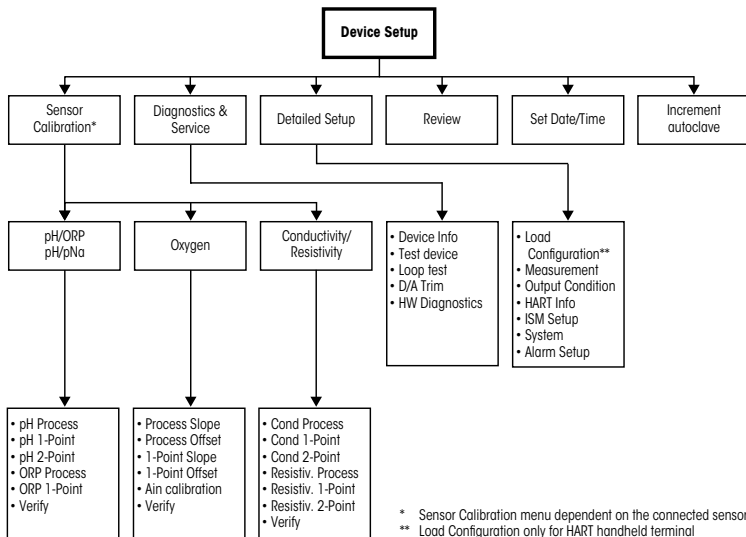 Device Setup
Sensor
Calibration*
Diagnostics &
Service
Detailed Setup
Review
Set Date/Time
Increment
autoclave
pH/ORP
pH/pNa
Oxygen
Conductivity/
Resistivity
• Device Info
• Test device
• Loop test
• D/A Trim
• HW Diagnostics
• Load
Configuration**
• Measurement
• Output Condition
• HART Info
• ISM Setup
• System
• Alarm Setup
• pH Process
• pH 1-Point
• pH 2-Point
• ORP Process
• ORP 1-Point
• Verify
• Process Slope
• Process Offset
• 1-Point Slope
• 1-Point Offset
• Ain calibration
• Verify
• Cond Process
• Cond 1-Point
• Cond 2-Point
• Resistiv. Process
• Resistiv. 1-Point
• Resistiv. 2-Point
• Verify
* Sensor Calibration menu dependent on the connected sensor
** Load Configuration only for HART handheld terminal